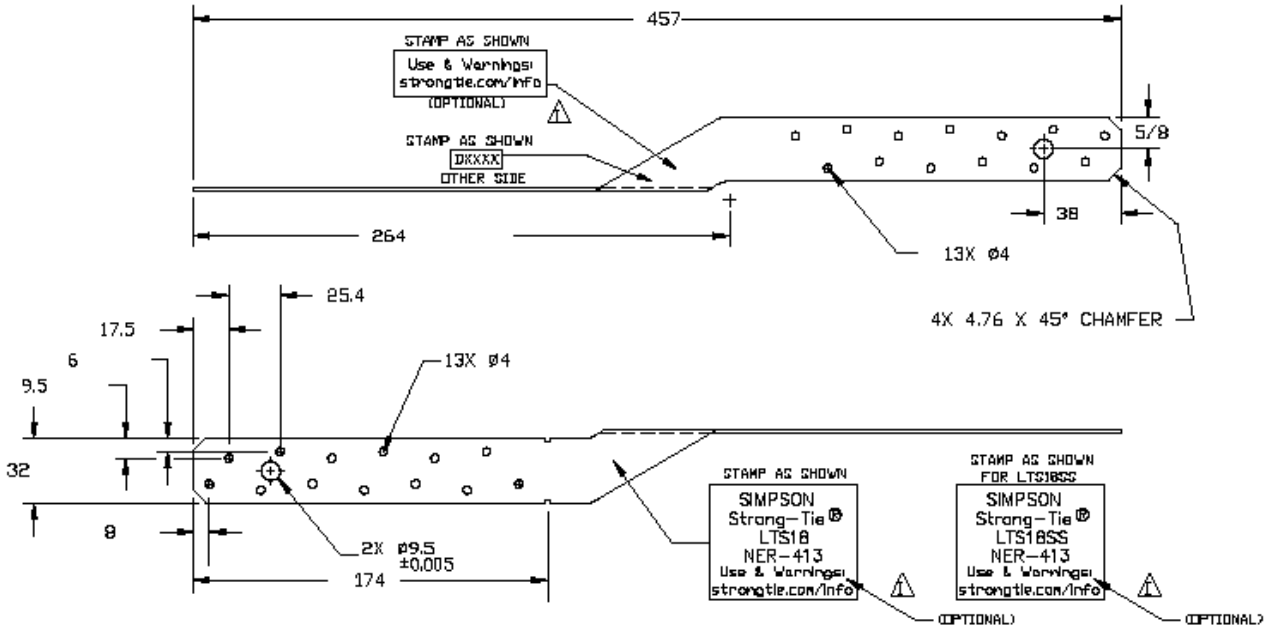 457
STAMP AS SHOWN
Use & Warnings:
strongtie.com/info
(OPTIONAL)
1
STAMP AS SHOWN
DXXXX
OTHER SIDE
5/8
38
264
13X Ø4
4X 4.76 X 45° CHAMFER
25.4
17.5
6
9.5
32
8
13X Ø4
2X Ø9.5
±0.005
174
STAMP AS SHOWN
SIMPSON
Strong-Tie ®
LTS18
NER-413
Use & Warnings:
strongtie.com/info
1
(OPTIONAL)
STAMP AS SHOWN
FOR LTS18SS
SIMPSON
Strong-Tie ®
LTS18SS
NER-413
Use & Warnings:
strongtie.com/info
1
(OPTIONAL)